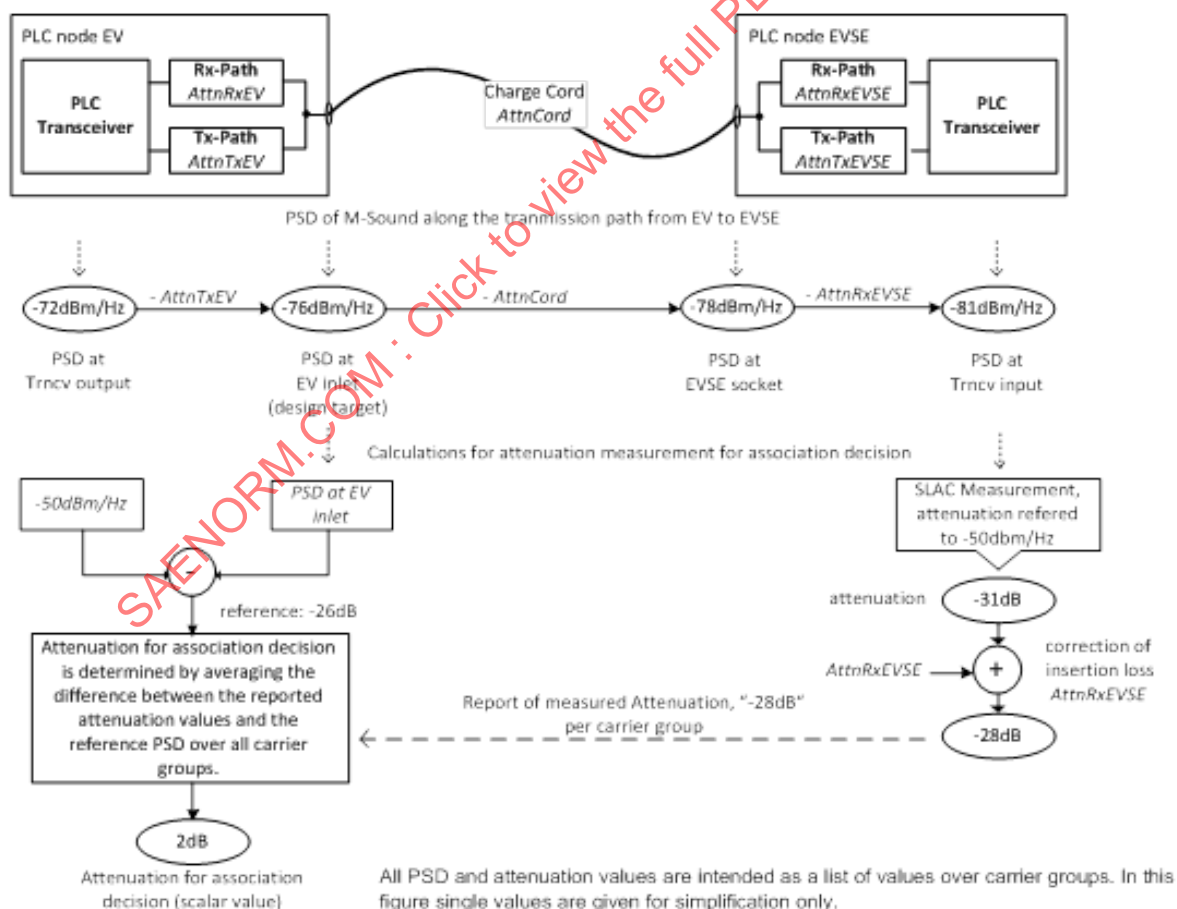 PLC node EV
PLC
Transceiver
Rx-Path
AttnRxEV
Tx-Path
AttnTxEV
Charge Cord
AttnCord
PLC node EVSE
Rx-Path
AttnRxEVSE
Tx-Path
AttnTxEVSE
PLC
Transceiver
PSD of M-Sound along the tranmission path from EV to EVSE
-72dBm/Hz
- AttnTxEV
-76dBm/Hz
- AttnCord
-78dBm/Hz
- AttnRxEVSE
-81dBm/Hz
PSD at
Trncv output
PSD at
EV inlet
(design target)
PSD at
EVSE socket
PSD at
Trncv input
Calculations for attenuation measurement for association decision
-50dBm/Hz
PSD at EV
inlet
-
reference: -26dB
SLAC Measurement,
attenuation refered
to -50dbm/Hz
attenuation
-31dB
AttnRxEVSE
+
correction of
insertion loss
AttnRxEVSE
-28dB
Report of measured Attenuation, "-28dB"
per carrier group
Attenuation for association decision
is determined by averaging the
difference between the reported
attenuation values and the
reference PSD over all carrier
groups.
2dB
Attenuation for association
decision (scalar value)
All PSD and attenuation values are intended as a list of values over carrier groups. In this
figure single values are given for simplification only.
SAENORM.COM : Click to view the full